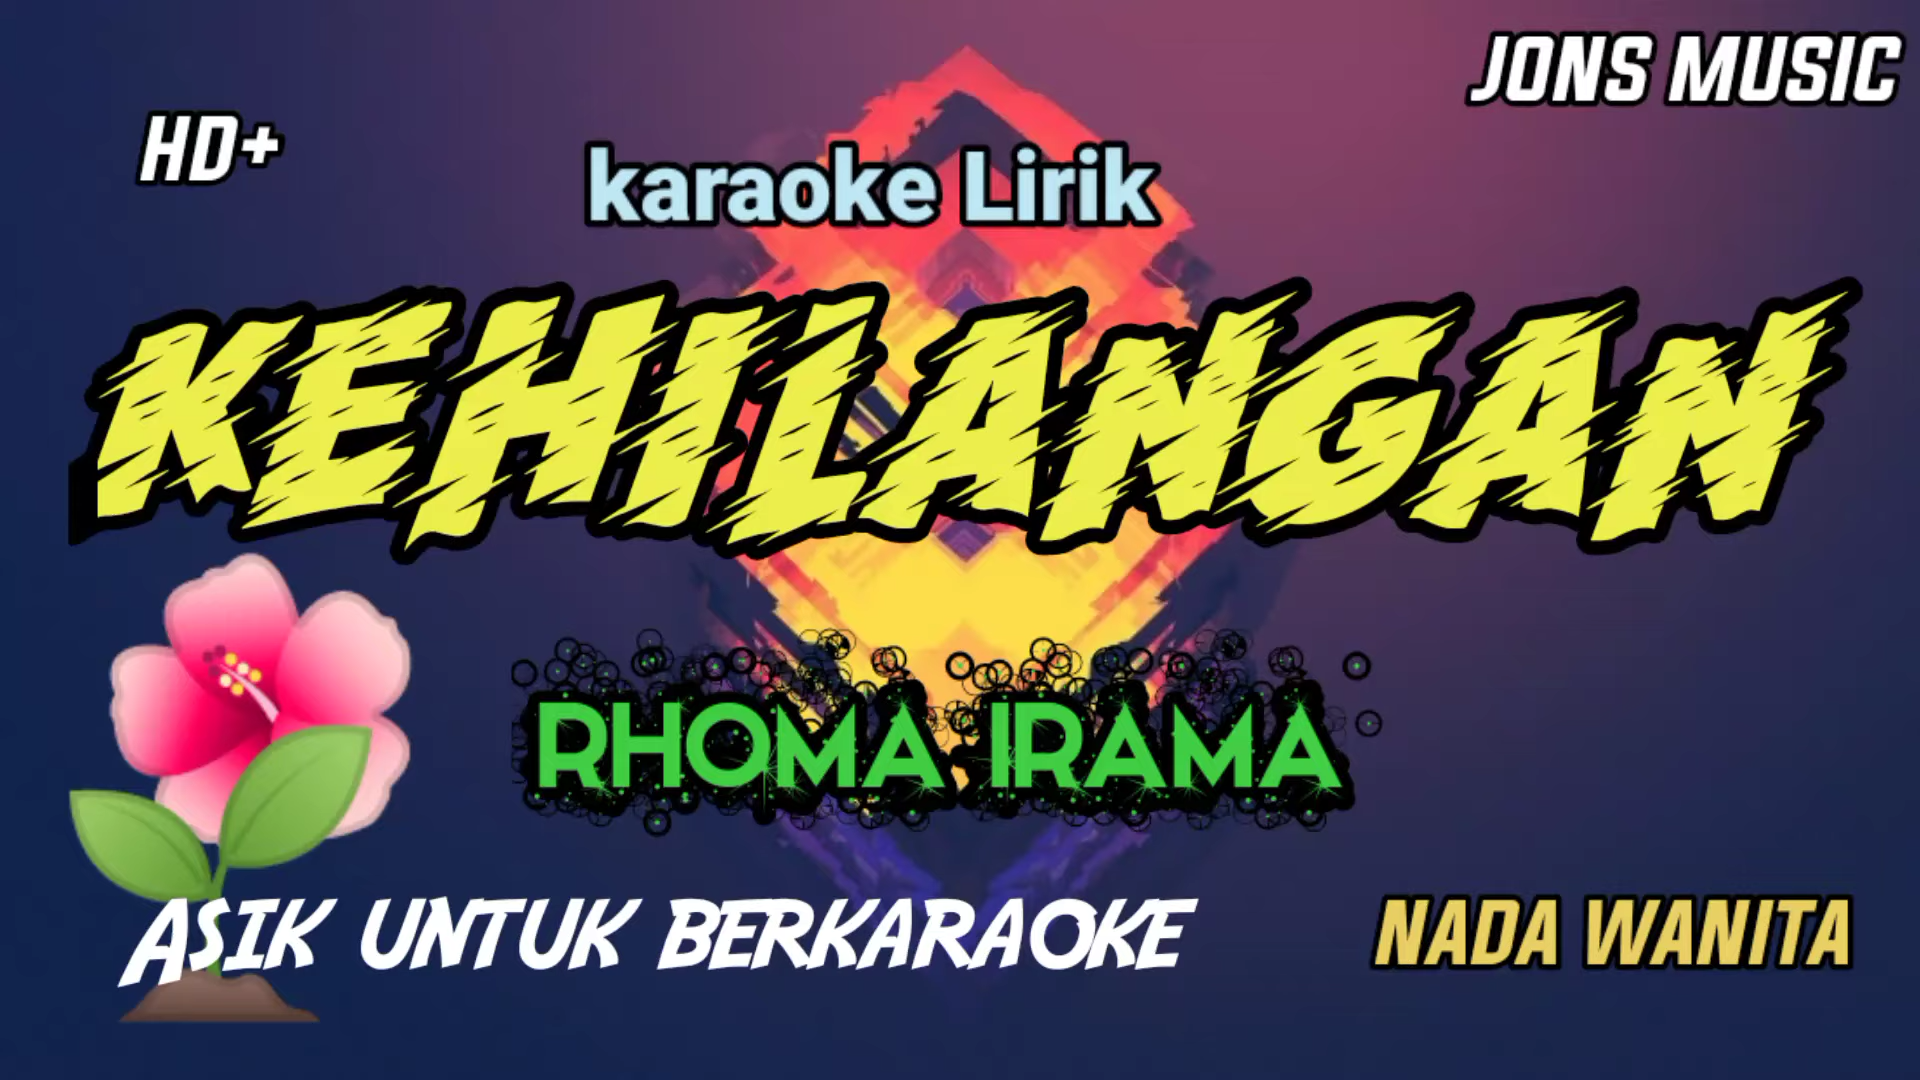 JONS MUSIC
HD+
karaoke Lirik
KEHILANGAN
RHOMA IRAMA
ASIK UNTUK BERKARAOKE
NADA WANITA